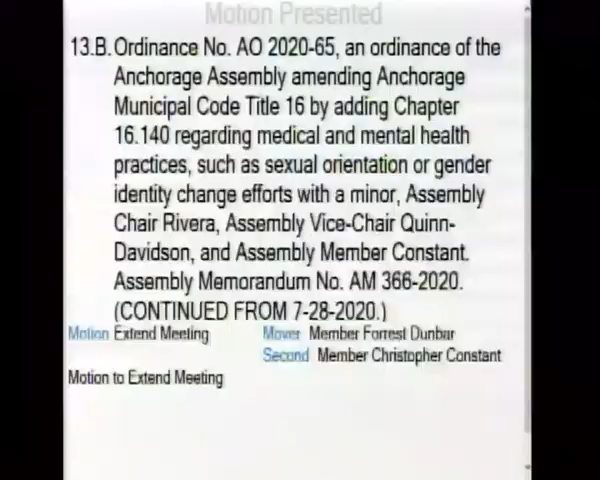 Motion Presented
13.B. Ordinance No. AO 2020-65, an ordinance of the
Anchorage Assembly amending Anchorage
Municipal Code Title 16 by adding Chapter
16.140 regarding medical and mental health
practices, such as sexual orientation or gender
identity change efforts with a minor, Assembly
Chair Rivera, Assembly Vice-Chair Quinn-
Davidson, and Assembly Member Constant.
Assembly Memorandum No. AM 366-2020.
(CONTINUED FROM 7-28-2020.)
Motion Extend Meeting Mover Member Forrest Dunbar
Second Member Christopher Constant
Motion to Extend Meeting